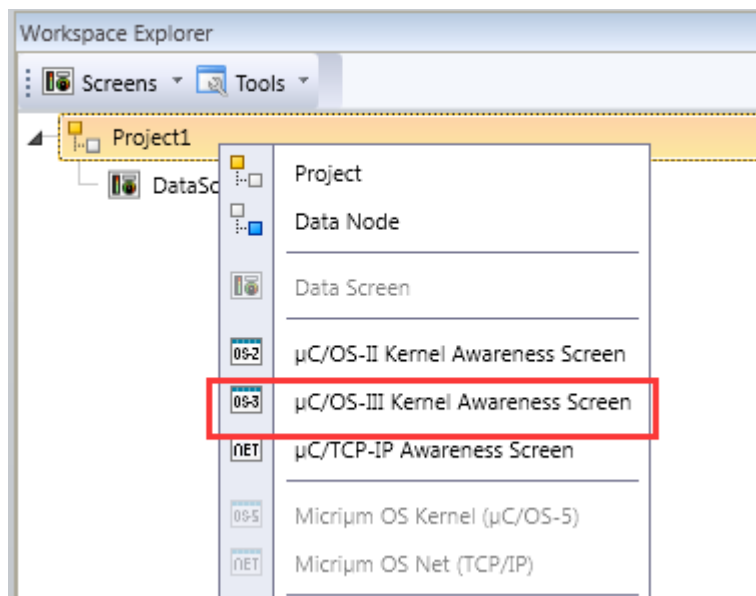 Workspace Explorer
Screens Tools
Project1
DataSc
Project
Data Node
Data Screen
OS-2 µC/OS-II Kernel Awareness Screen
OS-3 µC/OS-III Kernel Awareness Screen
NET µC/TCP-IP Awareness Screen
OS-5 Micriµm OS Kernel (µC/OS-5)
NET Micriµm OS Net (TCP/IP)